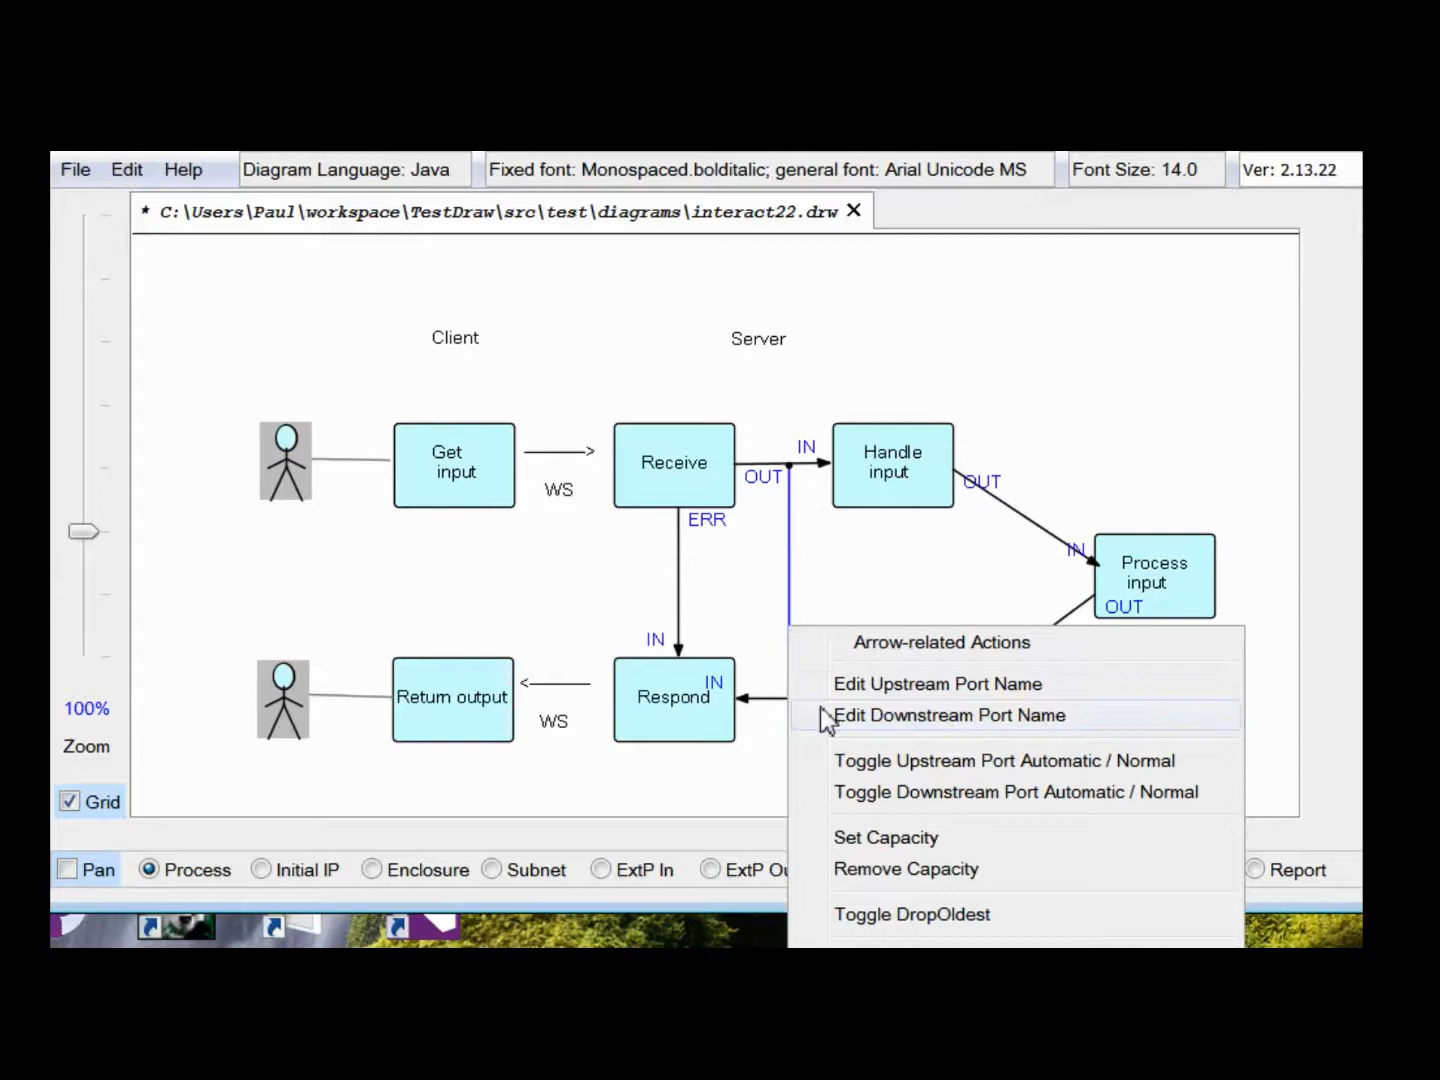 File Edit Help Diagram Language: Java Fixed font: Monospaced.bolditalic; general font: Arial Unicode MS Font Size: 14.0 Ver: 2.13.22
* C:\Users\Paul\workspace\TestDraw\src\test\diagrams\interact22.drw
Client
Server
Get
input
WS
Receive
OUT
IN
Handle
input
OUT
ERR
IN
Process
input
OUT
IN
Return output
WS
Respond
IN
100%
Zoom
Grid
Arrow-related Actions
Edit Upstream Port Name
Edit Downstream Port Name
Toggle Upstream Port Automatic / Normal
Toggle Downstream Port Automatic / Normal
Set Capacity
Remove Capacity
Toggle DropOldest
Pan Process Initial IP Enclosure Subnet ExtP In ExtP Ou Report